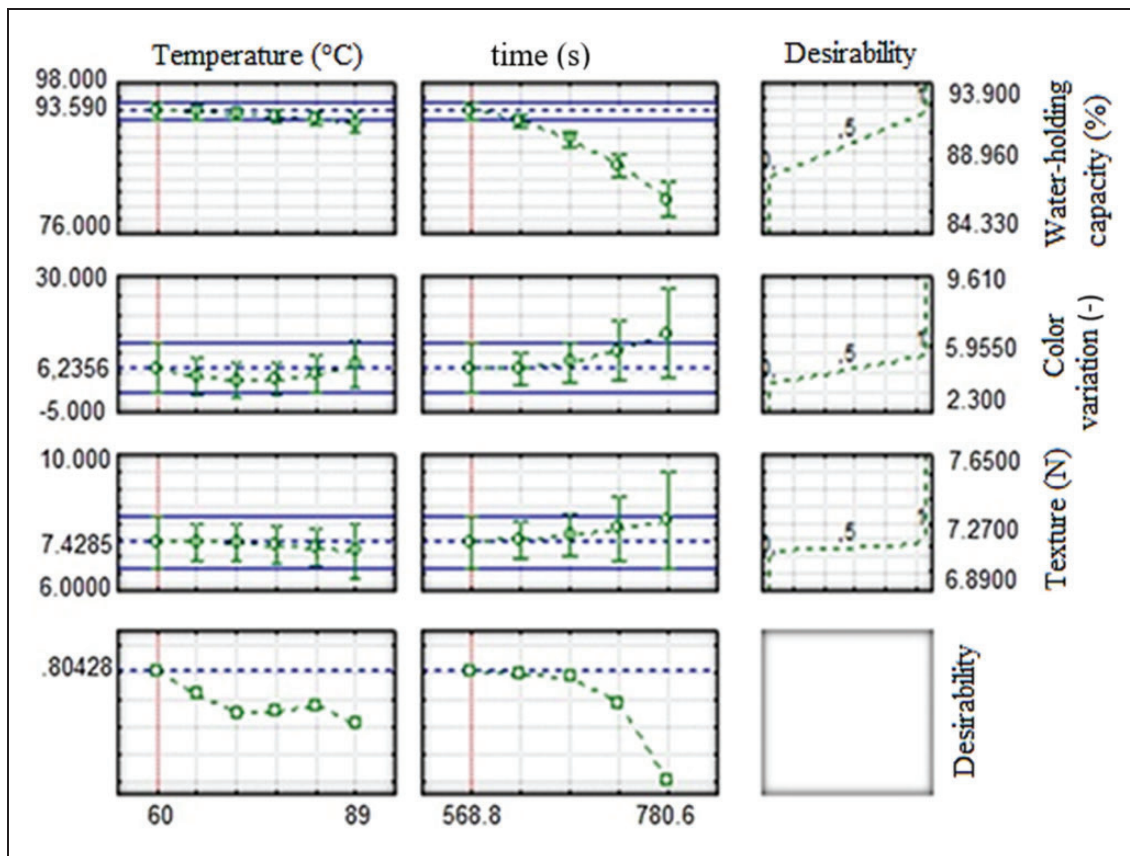 Temperature (°C)
time (s)
Desirability
98.000
93.590
76.000
.5
93.900
88.960
84.330
Water-holding
capacity (%)
30.000
6,2356
-5.000
.5
9.610
5.9550
2.300
Color
variation (-)
10.000
7.4285
6.0000
.5
7.6500
7.2700
6.8900
Texture (N)
.80428
Desirability
60
89
568.8
780.6